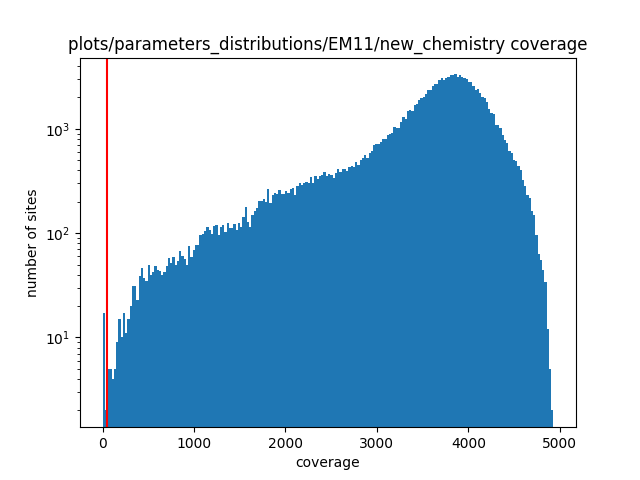 plots/parameters_distributions/EM11/new_chemistry coverage
number of sites
10³
10²
10¹
0 1000 2000 3000 4000 5000
coverage